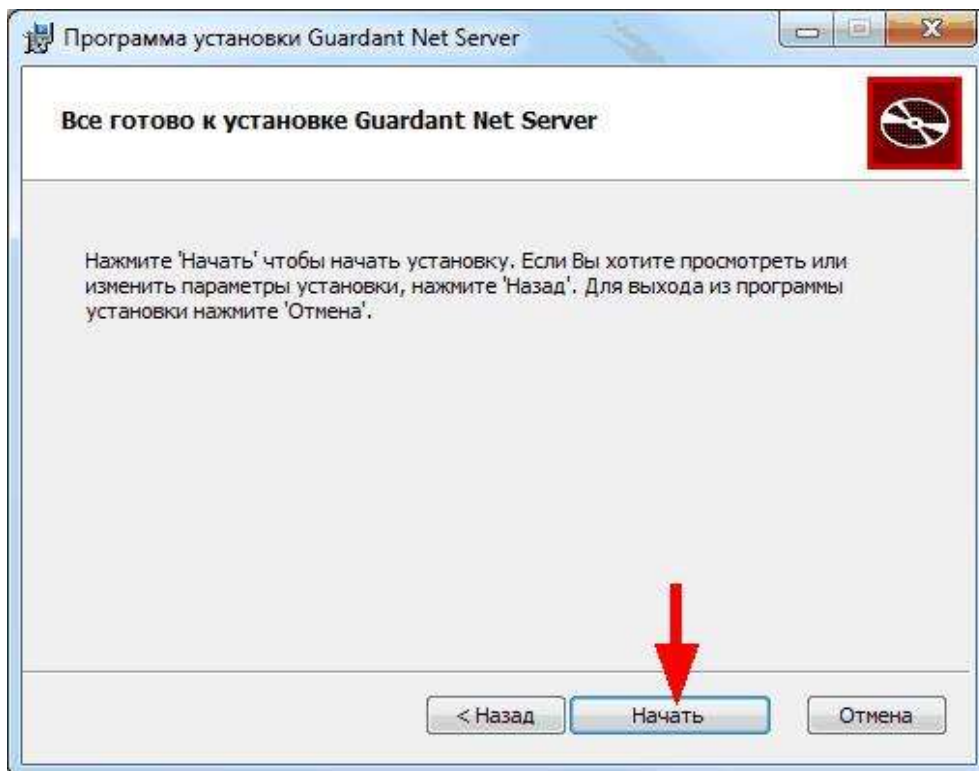 Программа установки Guardant Net Server
Все готово к установке Guardant Net Server
Нажмите 'Начать' чтобы начать установку. Если Вы хотите просмотреть или
изменить параметры установки, нажмите 'Назад'. Для выхода из программы
установки нажмите 'Отмена'.
< Назад
Начать
Отмена